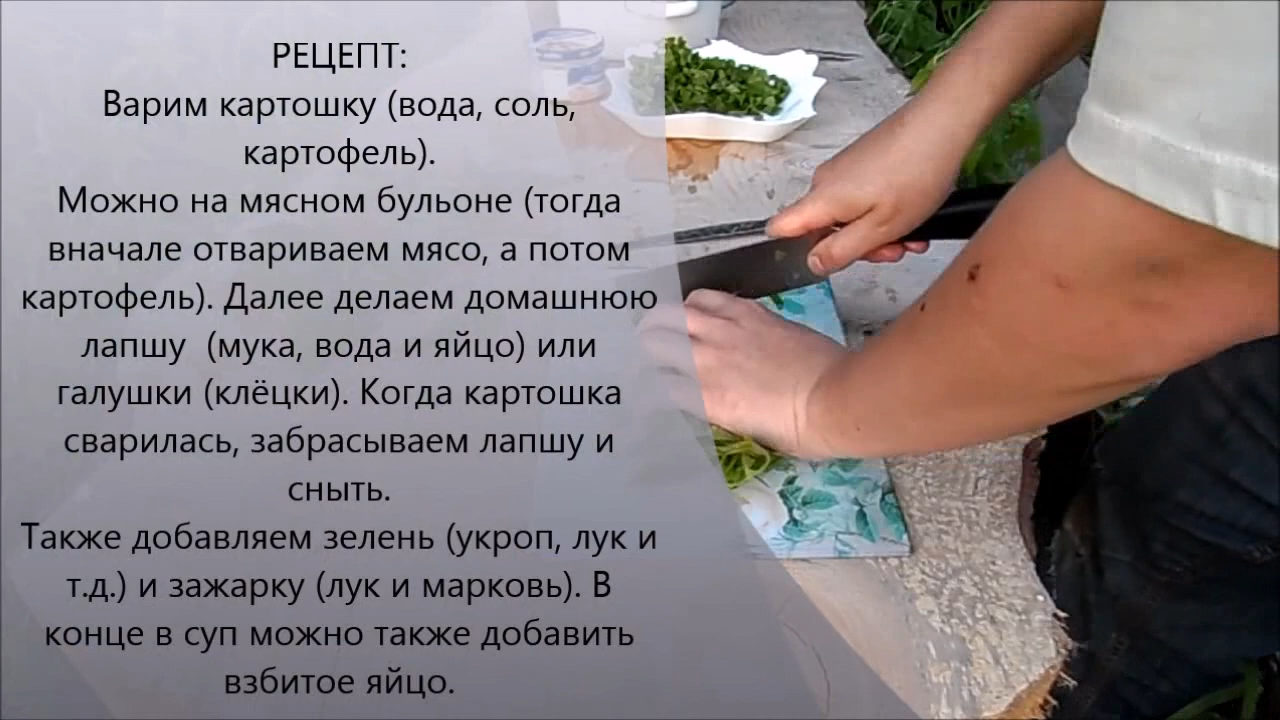 РЕЦЕПТ:
Варим картошку (вода, соль,
картофель).
Можно на мясном бульоне (тогда
вначале отвариваем мясо, а потом
картофель). Далее делаем домашнюю
лапшу  (мука, вода и яйцо) или
галушки (клёцки). Когда картошка
сварилась, забрасываем лапшу и
сныть.
Также добавляем зелень (укроп, лук и
т.д.) и зажарку (лук и марковь). В
конце в суп можно также добавить
взбитое яйцо.